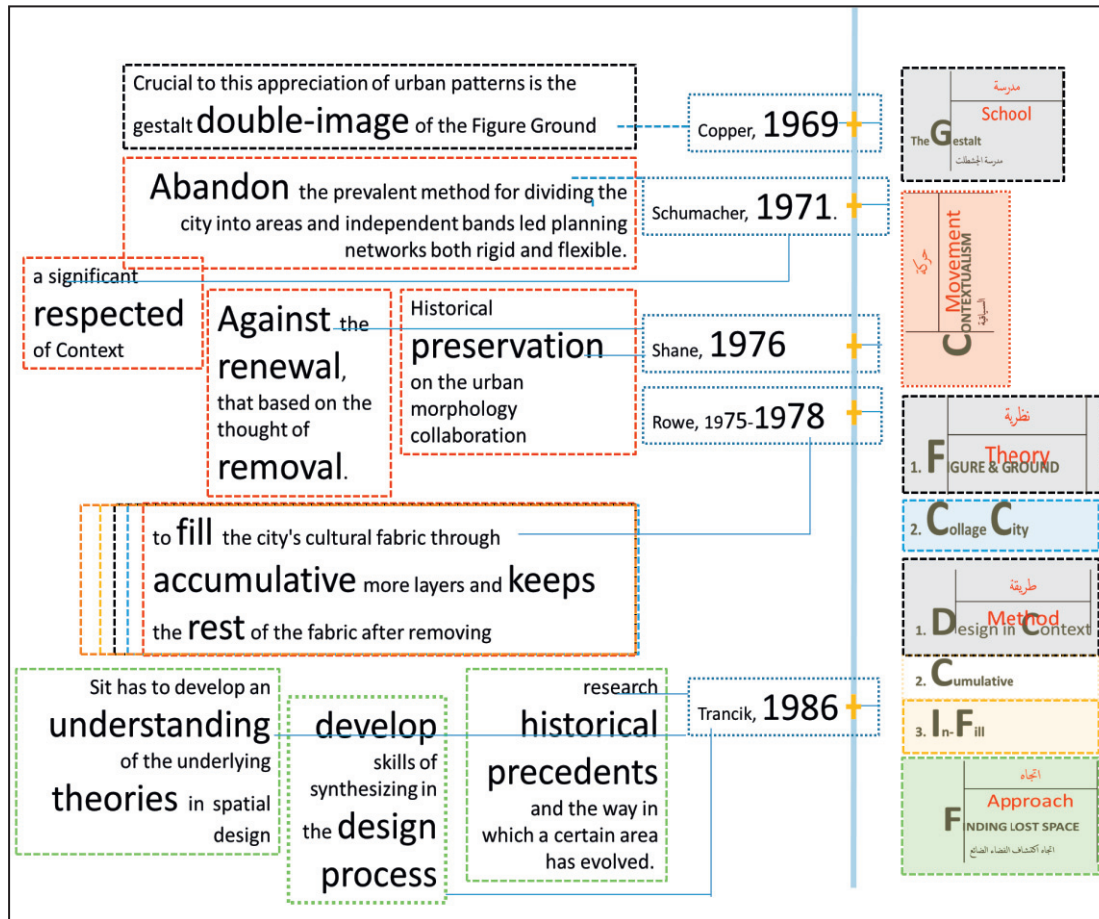 Crucial to this appreciation of urban patterns is the
gestalt double-image of the Figure Ground
Copper, 1969
Abandon the prevalent method for dividing the
city into areas and independent bands led planning
networks both rigid and flexible.
Schumacher, 1971.
a significant
respected
of Context
Against the
renewal,
that based on the
thought of
removal.
Historical
preservation
on the urban
morphology
collaboration
Shane, 1976
Rowe, 1975-1978
to fill the city's cultural fabric through
accumulative more layers and keeps
the rest of the fabric after removing
Sit has to develop an
understanding
of the underlying
theories in spatial
design
develop
skills of
synthesizing in
the design
process
research
historical
precedents
and the way in
which a certain area
has evolved.
Trancik, 1986
مدرسة
School
The Gestalt
مدرسة الجشطلت
حركة
Movement
CONTEXTUALISM
السياقية
نظرية
Theory
1. FIGURE & GROUND
2. Collage City
طريقة
Method
1. Design in Context
2. Cumulative
3. In-Fill
اتجاه
Approach
FINDING LOST SPACE
اتجاه اكتشاف الفضاء الضائع